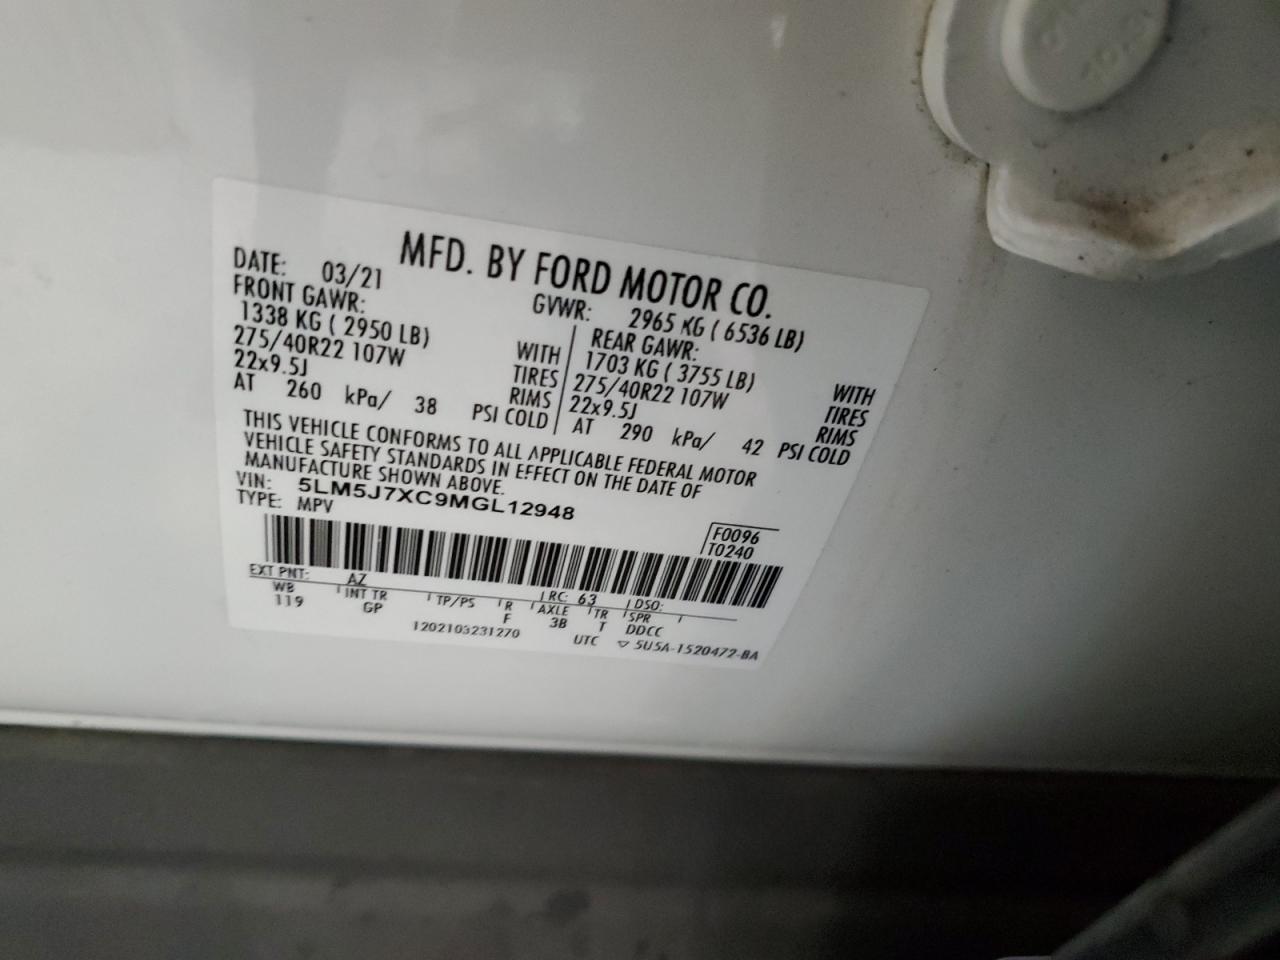 MFD. BY FORD MOTOR CO.
DATE: 03/21 GVWR: 2965 KG ( 6536 LB)
FRONT GAWR: REAR GAWR:
1338 KG ( 2950 LB) WITH 1703 KG ( 3755 LB) WITH
275/40R22 107W TIRES 275/40R22 107W TIRES
22x9.5J RIMS 22x9.5J RIMS
AT 260 kPa/ 38 PSI COLD AT 290 kPa/ 42 PSI COLD
THIS VEHICLE CONFORMS TO ALL APPLICABLE FEDERAL MOTOR
VEHICLE SAFETY STANDARDS IN EFFECT ON THE DATE OF
MANUFACTURE SHOWN ABOVE.
VIN: 5LM5J7XC9MGL12948
TYPE: MPV
F0096
T0240
EXT PNT: AZ RC: 63 DSO:
WB INT TR TP/PS R AXLE TR SPR
119 GP F 3B T DDCC
1202103231270 UTC ▽ 5U5A-1520472-BA